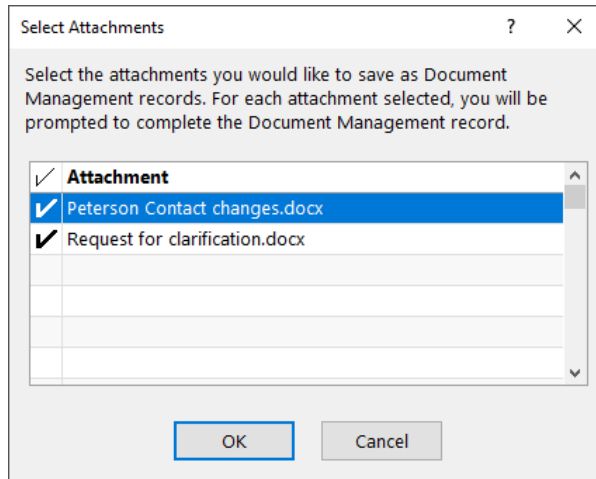 Select Attachments ?
Select the attachments you would like to save as Document
Management records. For each attachment selected, you will be
prompted to complete the Document Management record.
Attachment
Peterson Contact changes.docx
Request for clarification.docx
OK Cancel